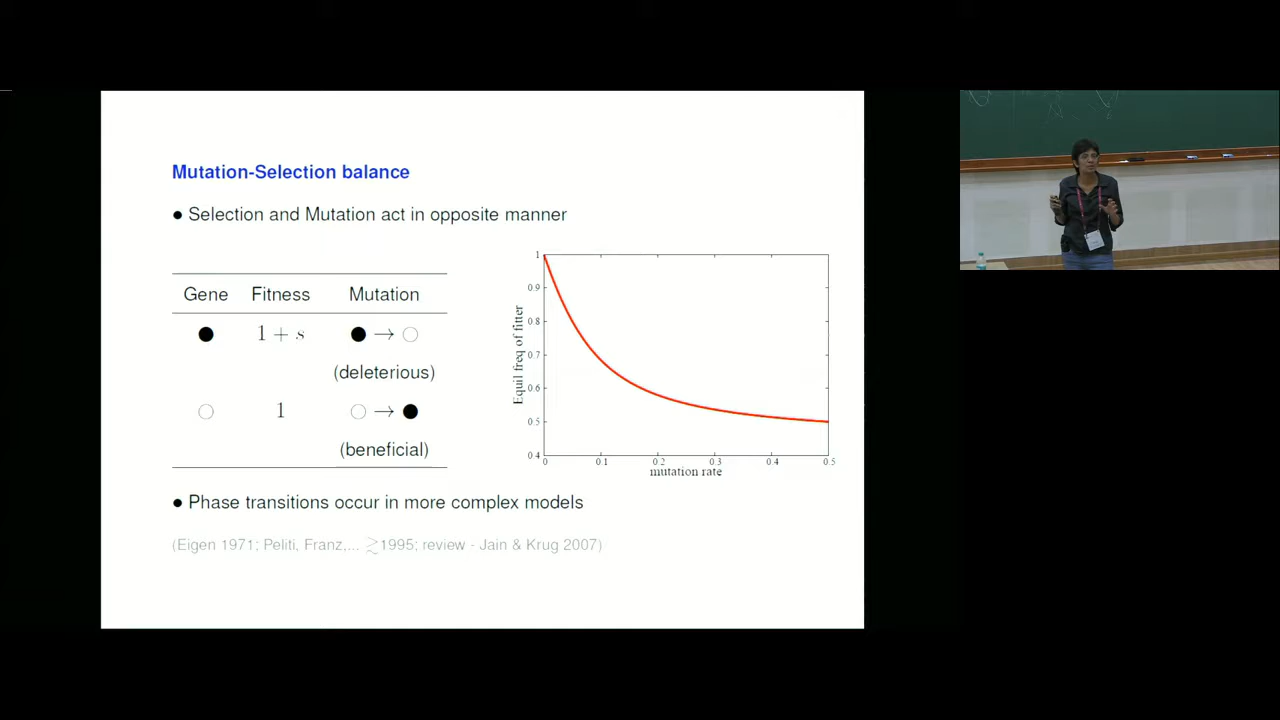 Mutation-Selection balance
● Selection and Mutation act in opposite manner
Gene Fitness Mutation
● 1 + s ● → ○
(deleterious)
○ 1 ○ → ●
(beneficial)
Equil freq of fitter
1
0.9
0.8
0.7
0.6
0.5
0.4
0 0.1 0.2 0.3 0.4 0.5
mutation rate
● Phase transitions occur in more complex models
(Eigen 1971; Peliti, Franz,... ≳1995; review - Jain & Krug 2007)